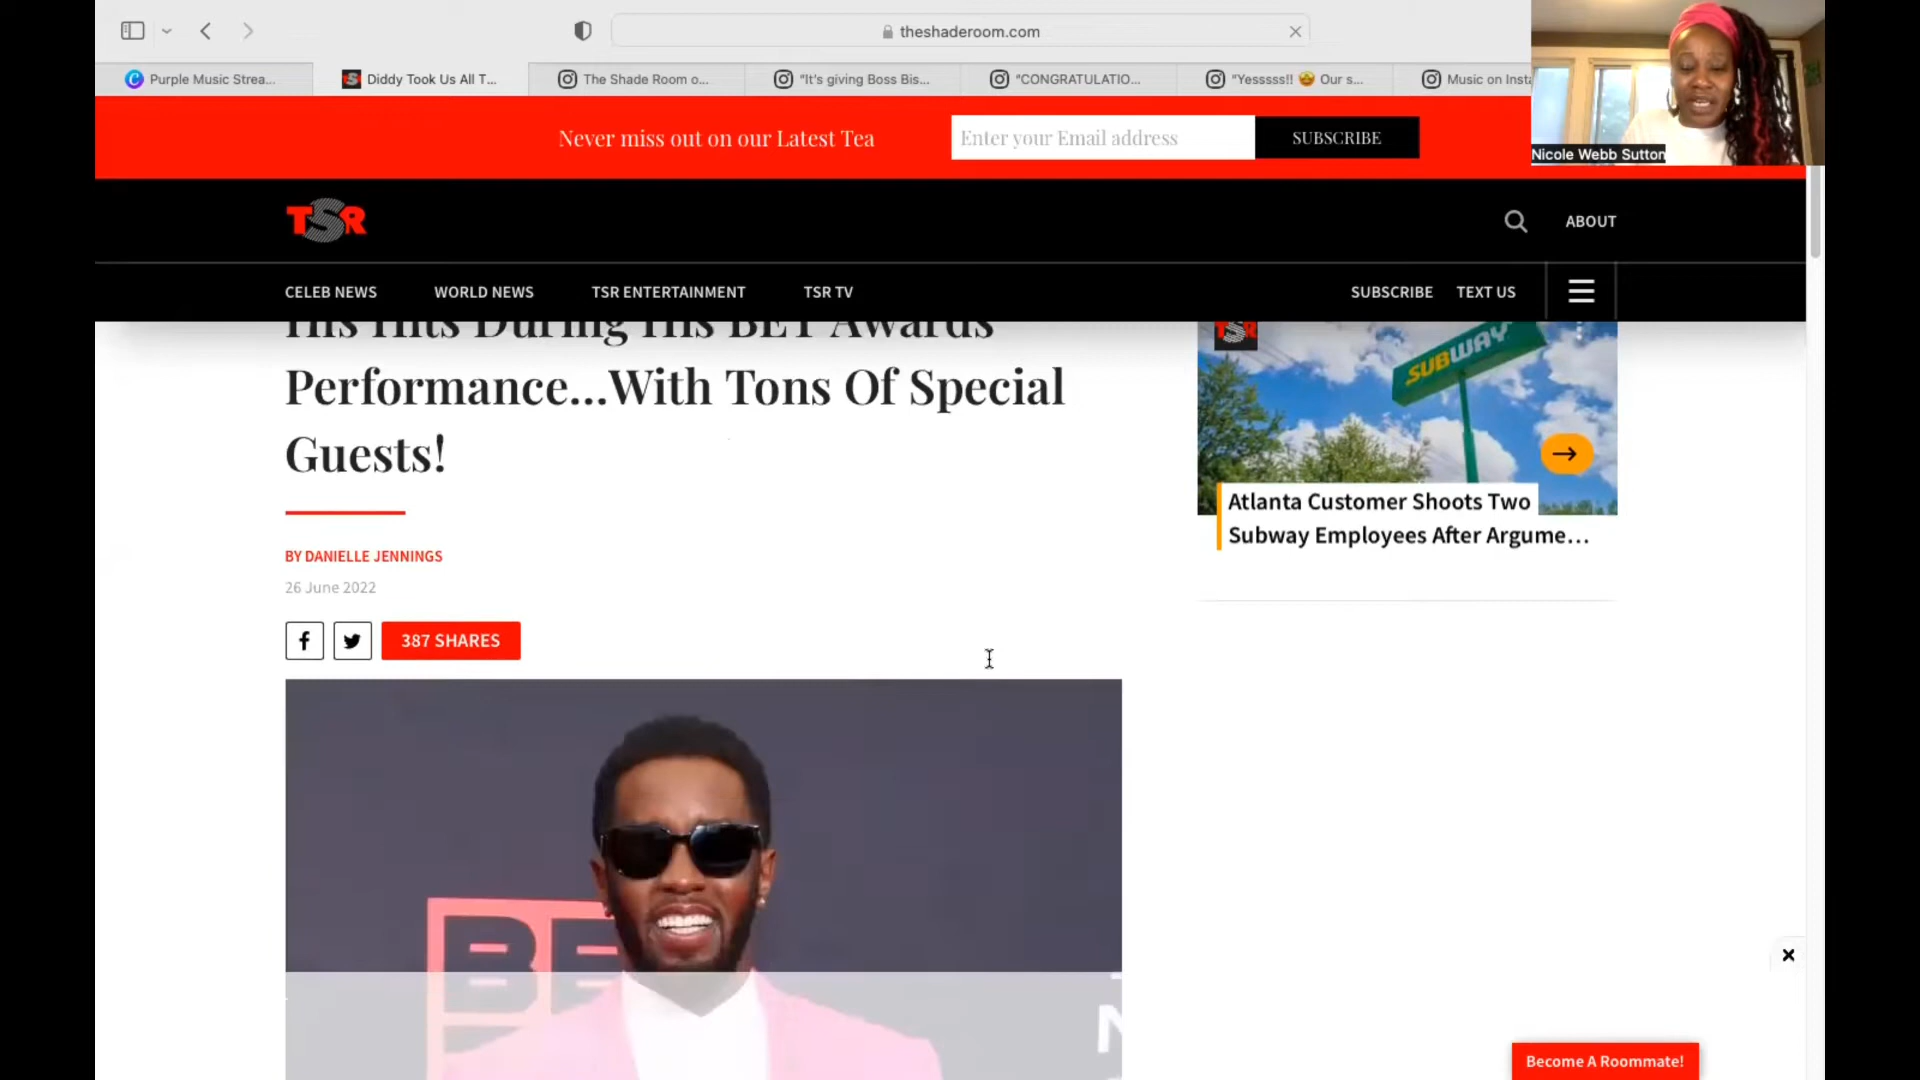 theshaderoom.com
Purple Music Strea...
Diddy Took Us All T...
The Shade Room o...
"It's giving Boss Bis...
"CONGRATULATIO...
"Yesssss!! 🤩 Our s...
Music on Insta
Nicole Webb Sutton
Never miss out on our Latest Tea
Enter your Email address
SUBSCRIBE
TSR
ABOUT
CELEB NEWS
WORLD NEWS
TSR ENTERTAINMENT
TSR TV
SUBSCRIBE
TEXT US
His Hits During His BET Awards
Performance...With Tons Of Special
Guests!
BY DANIELLE JENNINGS
26 June 2022
387 SHARES
TSR
SUBWAY
Atlanta Customer Shoots Two
Subway Employees After Argume...
BE
N
Become A Roommate!